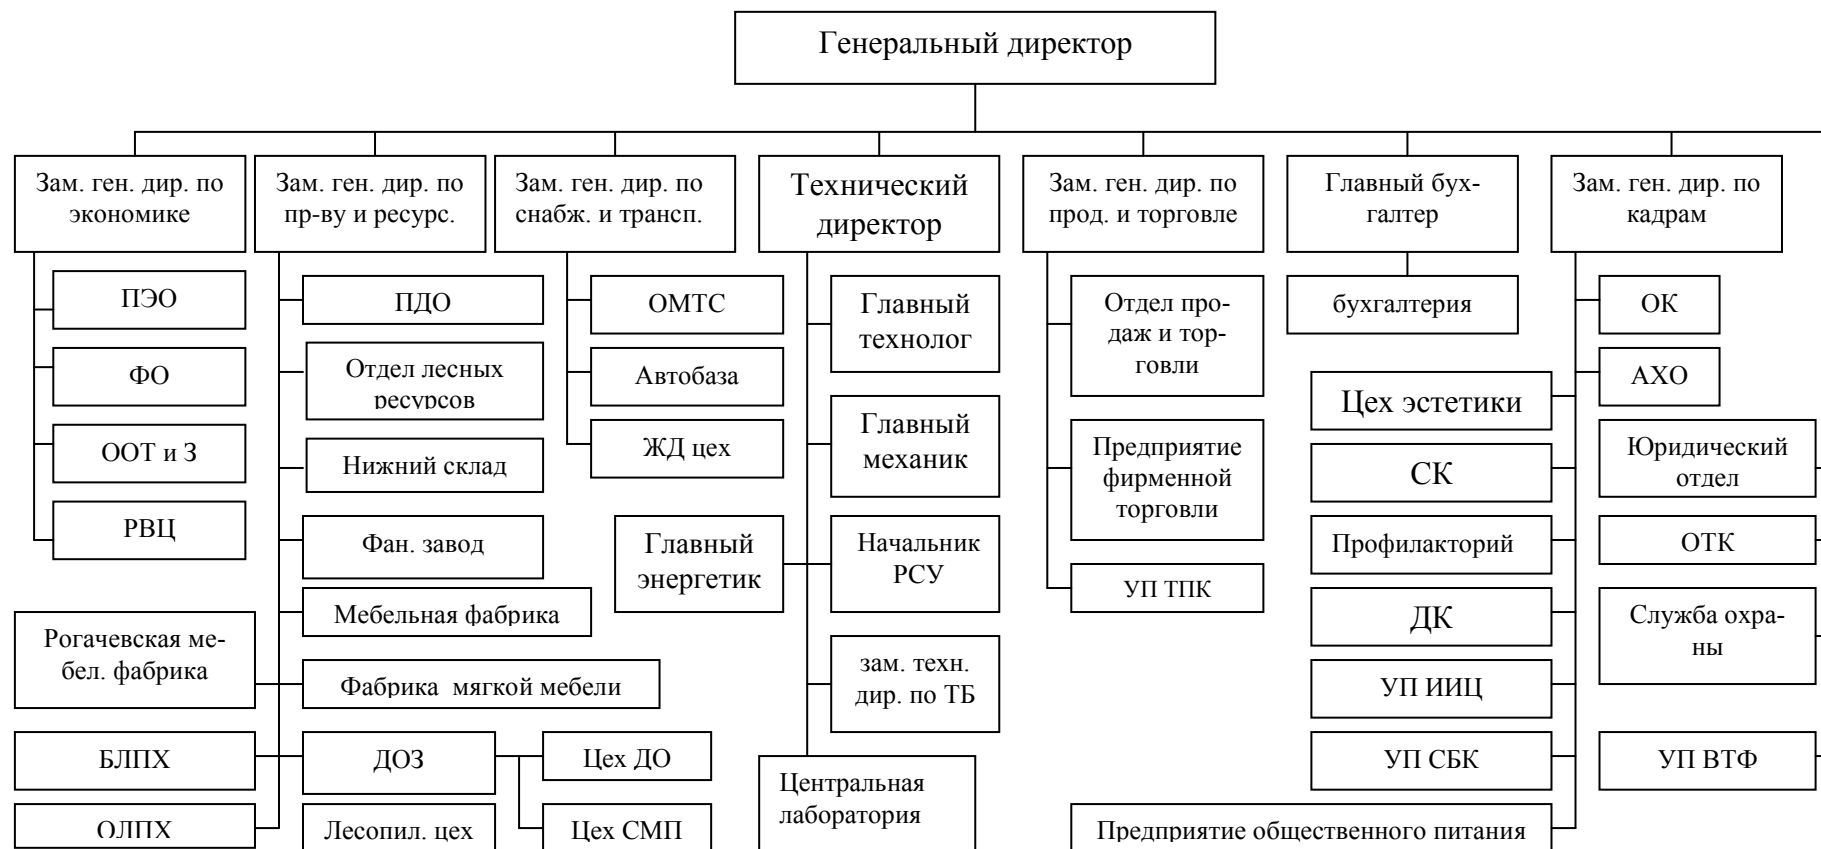 Генеральный директор
Зам. ген. дир. по
экономике
Зам. ген. дир. по
пр-ву и ресурс.
Зам. ген. дир. по
снабж. и трансп.
Технический
директор
Зам. ген. дир. по
прод. и торговле
Главный бух-
галтер
Зам. ген. дир. по
кадрам
ПЭО
ФО
ООТ и З
РВЦ
ПДО
Отдел лесных
ресурсов
Нижний склад
Фан. завод
Мебельная фабрика
Рогачевская ме-
бел. фабрика
Фабрика мягкой мебели
БЛПХ
ДОЗ
Цех ДО
ОЛПХ
Лесопил. цех
Цех СМП
ОМТС
Автобаза
ЖД цех
Главный
технолог
Главный
механик
Главный
энергетик
Начальник
РСУ
зам. техн.
дир. по ТБ
Центральная
лаборатория
Отдел про-
даж и тор-
говли
Предприятие
фирменной
торговли
УП ТПК
бухгалтерия
ОК
АХО
Цех эстетики
СК
Юридический
отдел
Профилакторий
ОТК
ДК
Служба охра-
ны
УП ИИЦ
УП СБК
УП ВТФ
Предприятие общественного питания